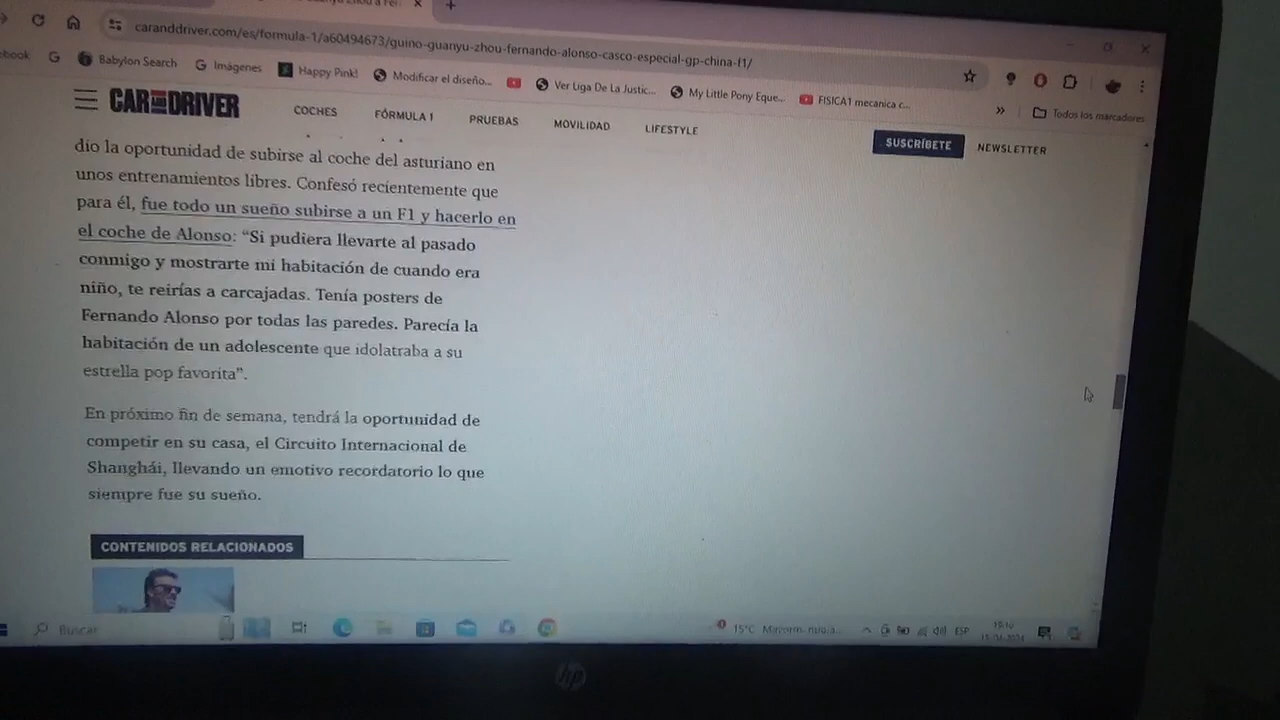 caranddriver.com/es/formula-1/a60494673/guino-guanyu-zhou-fernando-alonso-casco-especial-gp-china-f1/
ebook
Babylon Search
Imágenes
Happy Pink!
Modificar el diseño...
Ver Liga De La Justic...
My Little Pony Eque...
FISICA1 mecanica c...
»
Todos los marcadores
CAR AND DRIVER
COCHES
FÓRMULA 1
PRUEBAS
MOVILIDAD
LIFESTYLE
SUSCRÍBETE
NEWSLETTER
dio la oportunidad de subirse al coche del asturiano en
unos entrenamientos libres. Confesó recientemente que
para él, fue todo un sueño subirse a un F1 y hacerlo en
el coche de Alonso: “Si pudiera llevarte al pasado
conmigo y mostrarte mi habitación de cuando era
niño, te reirías a carcajadas. Tenía posters de
Fernando Alonso por todas las paredes. Parecía la
habitación de un adolescente que idolatraba a su
estrella pop favorita”.
En próximo fin de semana, tendrá la oportunidad de
competir en su casa, el Circuito Internacional de
Shanghái, llevando un emotivo recordatorio lo que
siempre fue su sueño.
CONTENIDOS RELACIONADOS
Buscar
15°C
ESP
hp